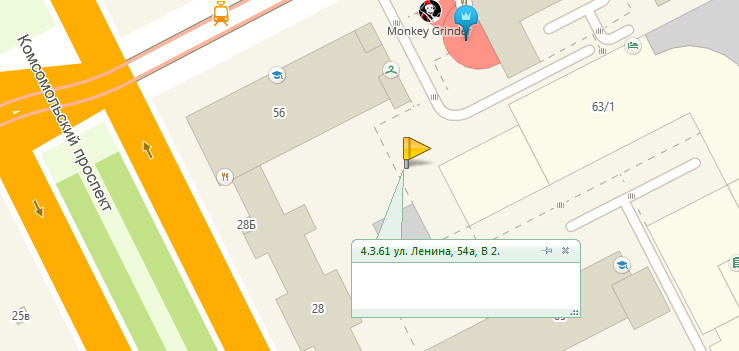 Monkey Grinder
Комсомольский проспект
56
63/1
28Б
4.3.61 ул. Ленина, 54а, В 2.
28
25в